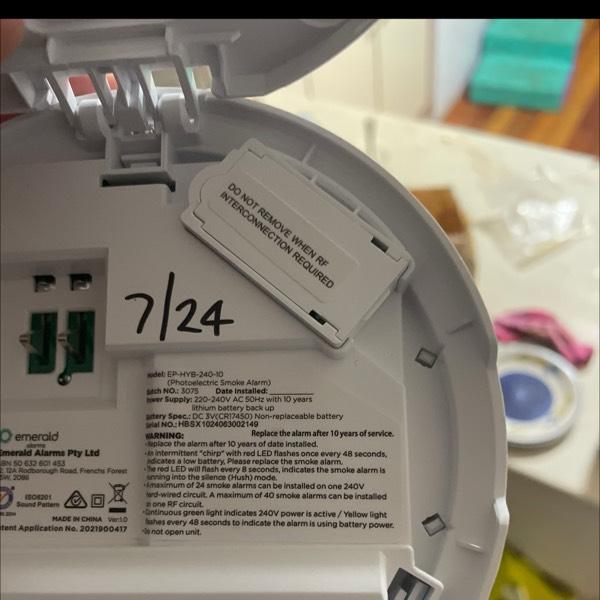 DO NOT REMOVE WHEN RF
INTERCONNECTION REQUIRED
7/24
Model: EP-HYB-240-10
(Photoelectric Smoke Alarm)
Batch NO.: 3075 Date Installed:
Power Supply: 220-240V AC 50Hz with 10 years
lithium battery back up
Battery Spec.: DC 3V(CR17450) Non-replaceable battery
Serial NO.: HBSX1024063002149
WARNING: Replace the alarm after 10 years of service.
Replace the alarm after 10 years of date installed.
An intermittent "chirp" with red LED flashes once every 48 seconds,
indicates a low battery, Please replace the smoke alarm.
The red LED will flash every 8 seconds, indicates the smoke alarm is
running into the silence (Hush) mode.
A maximum of 24 smoke alarms can be installed on one 240V
hard-wired circuit. A maximum of 40 smoke alarms can be installed
on one RF circuit.
Continuous green light indicates 240V power is active / Yellow light
flashes every 48 seconds to indicate the alarm is using battery power.
Do not open unit.
emerald
alarms
Emerald Alarms Pty Ltd
ABN 50 632 601 453
12A Rodborough Road, Frenchs Forest
NSW, 2086
ISO8201
Sound Pattern
MADE IN CHINA Ver:1.0
Patent Application No. 2021900417